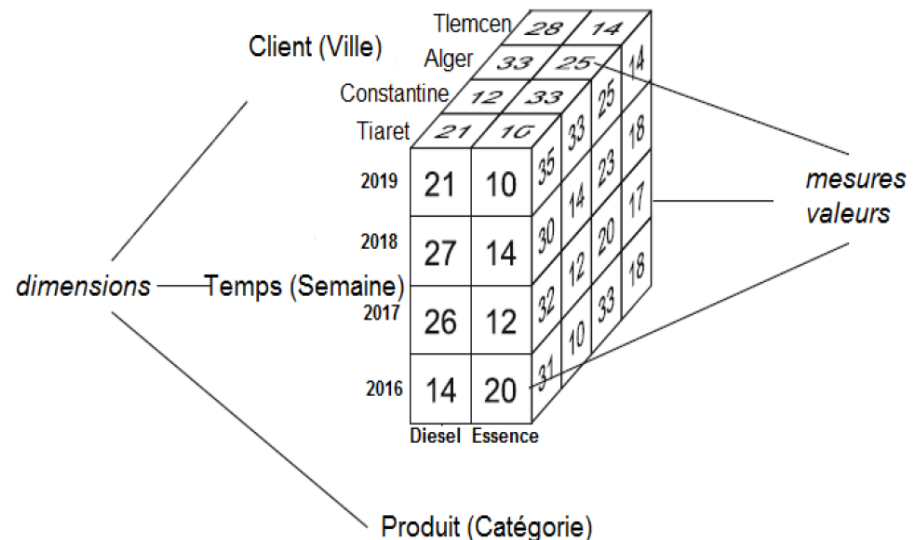 Client (Ville)
Tlemcen 28 14
Alger 33 25
Constantine 12 33
Tiaret 21 10
2019 21 10 35 33 25 14
2018 27 14 30 14 23 18
2017 26 12 32 12 20 17
2016 14 20 31 10 33 18
Diesel Essence
dimensions
Temps (Semaine)
mesures
valeurs
Produit (Catégorie)